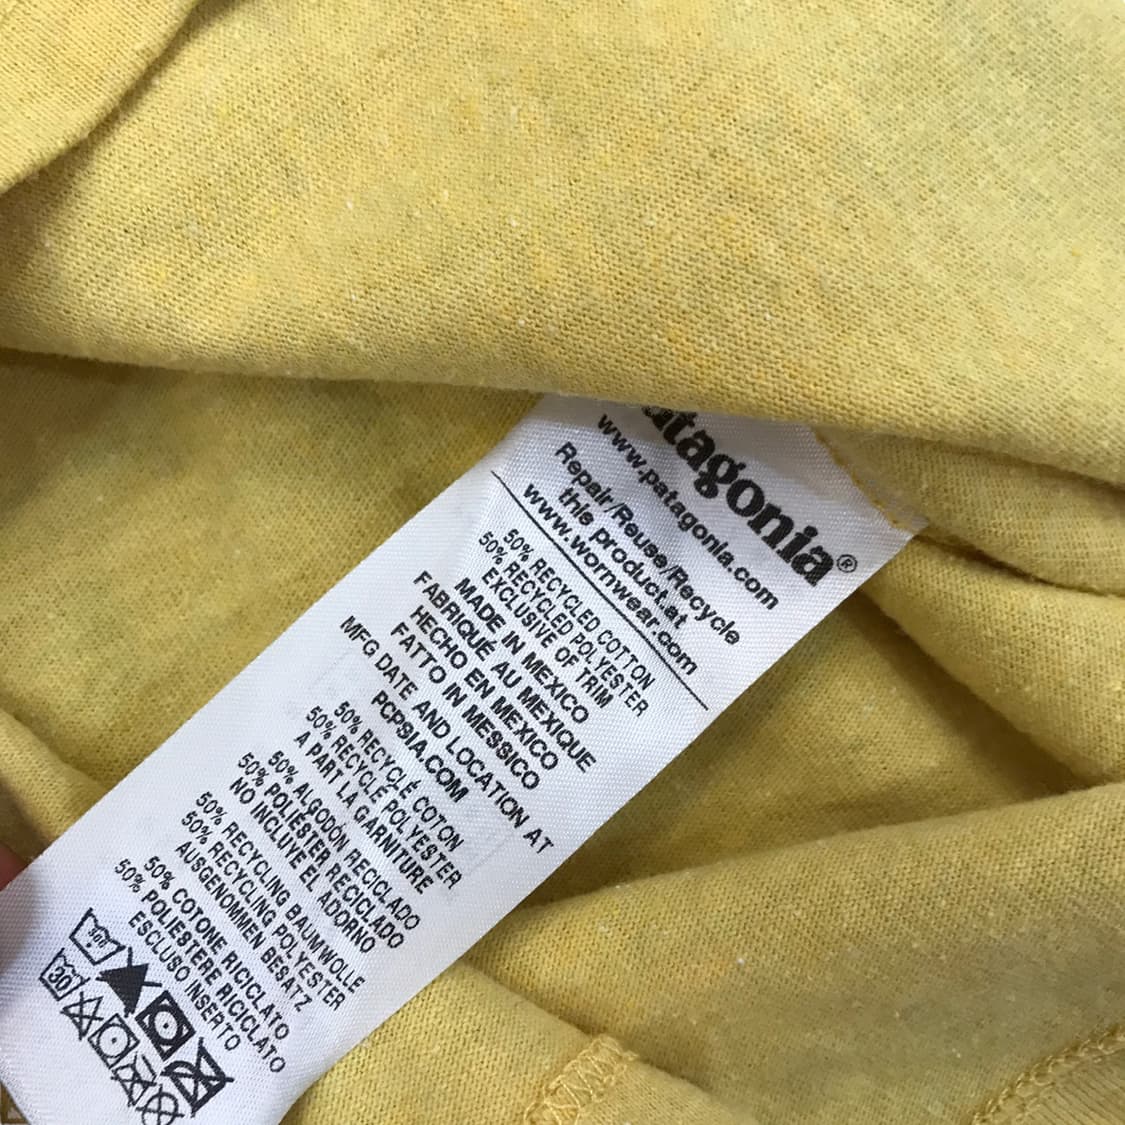 patagonia®
www.patagonia.com
Repair/Reuse/Recycle
this product at
www.wornwear.com
50% RECYCLED COTTON
50% RECYCLED POLYESTER
EXCLUSIVE OF TRIM
MADE IN MEXICO
FABRIQUÉ AU MEXIQUE
HECHO EN MEXICO
FATTO IN MESSICO
MFG DATE AND LOCATION AT
PCPSIA.COM
50% RECYCLÉ COTON
50% RECYCLÉ POLYESTER
A PART LA GARNITURE
50% ALGODÓN RECICLADO
50% POLIÉSTER RECICLADO
NO INCLUYE EL ADORNO
50% RECYCLING BAUMWOLLE
50% RECYCLING POLYESTER
AUSGENOMMEN BESATZ
50% COTONE RICICLATO
50% POLIESTERE RICICLATO
ESCLUSO INSERTO
30